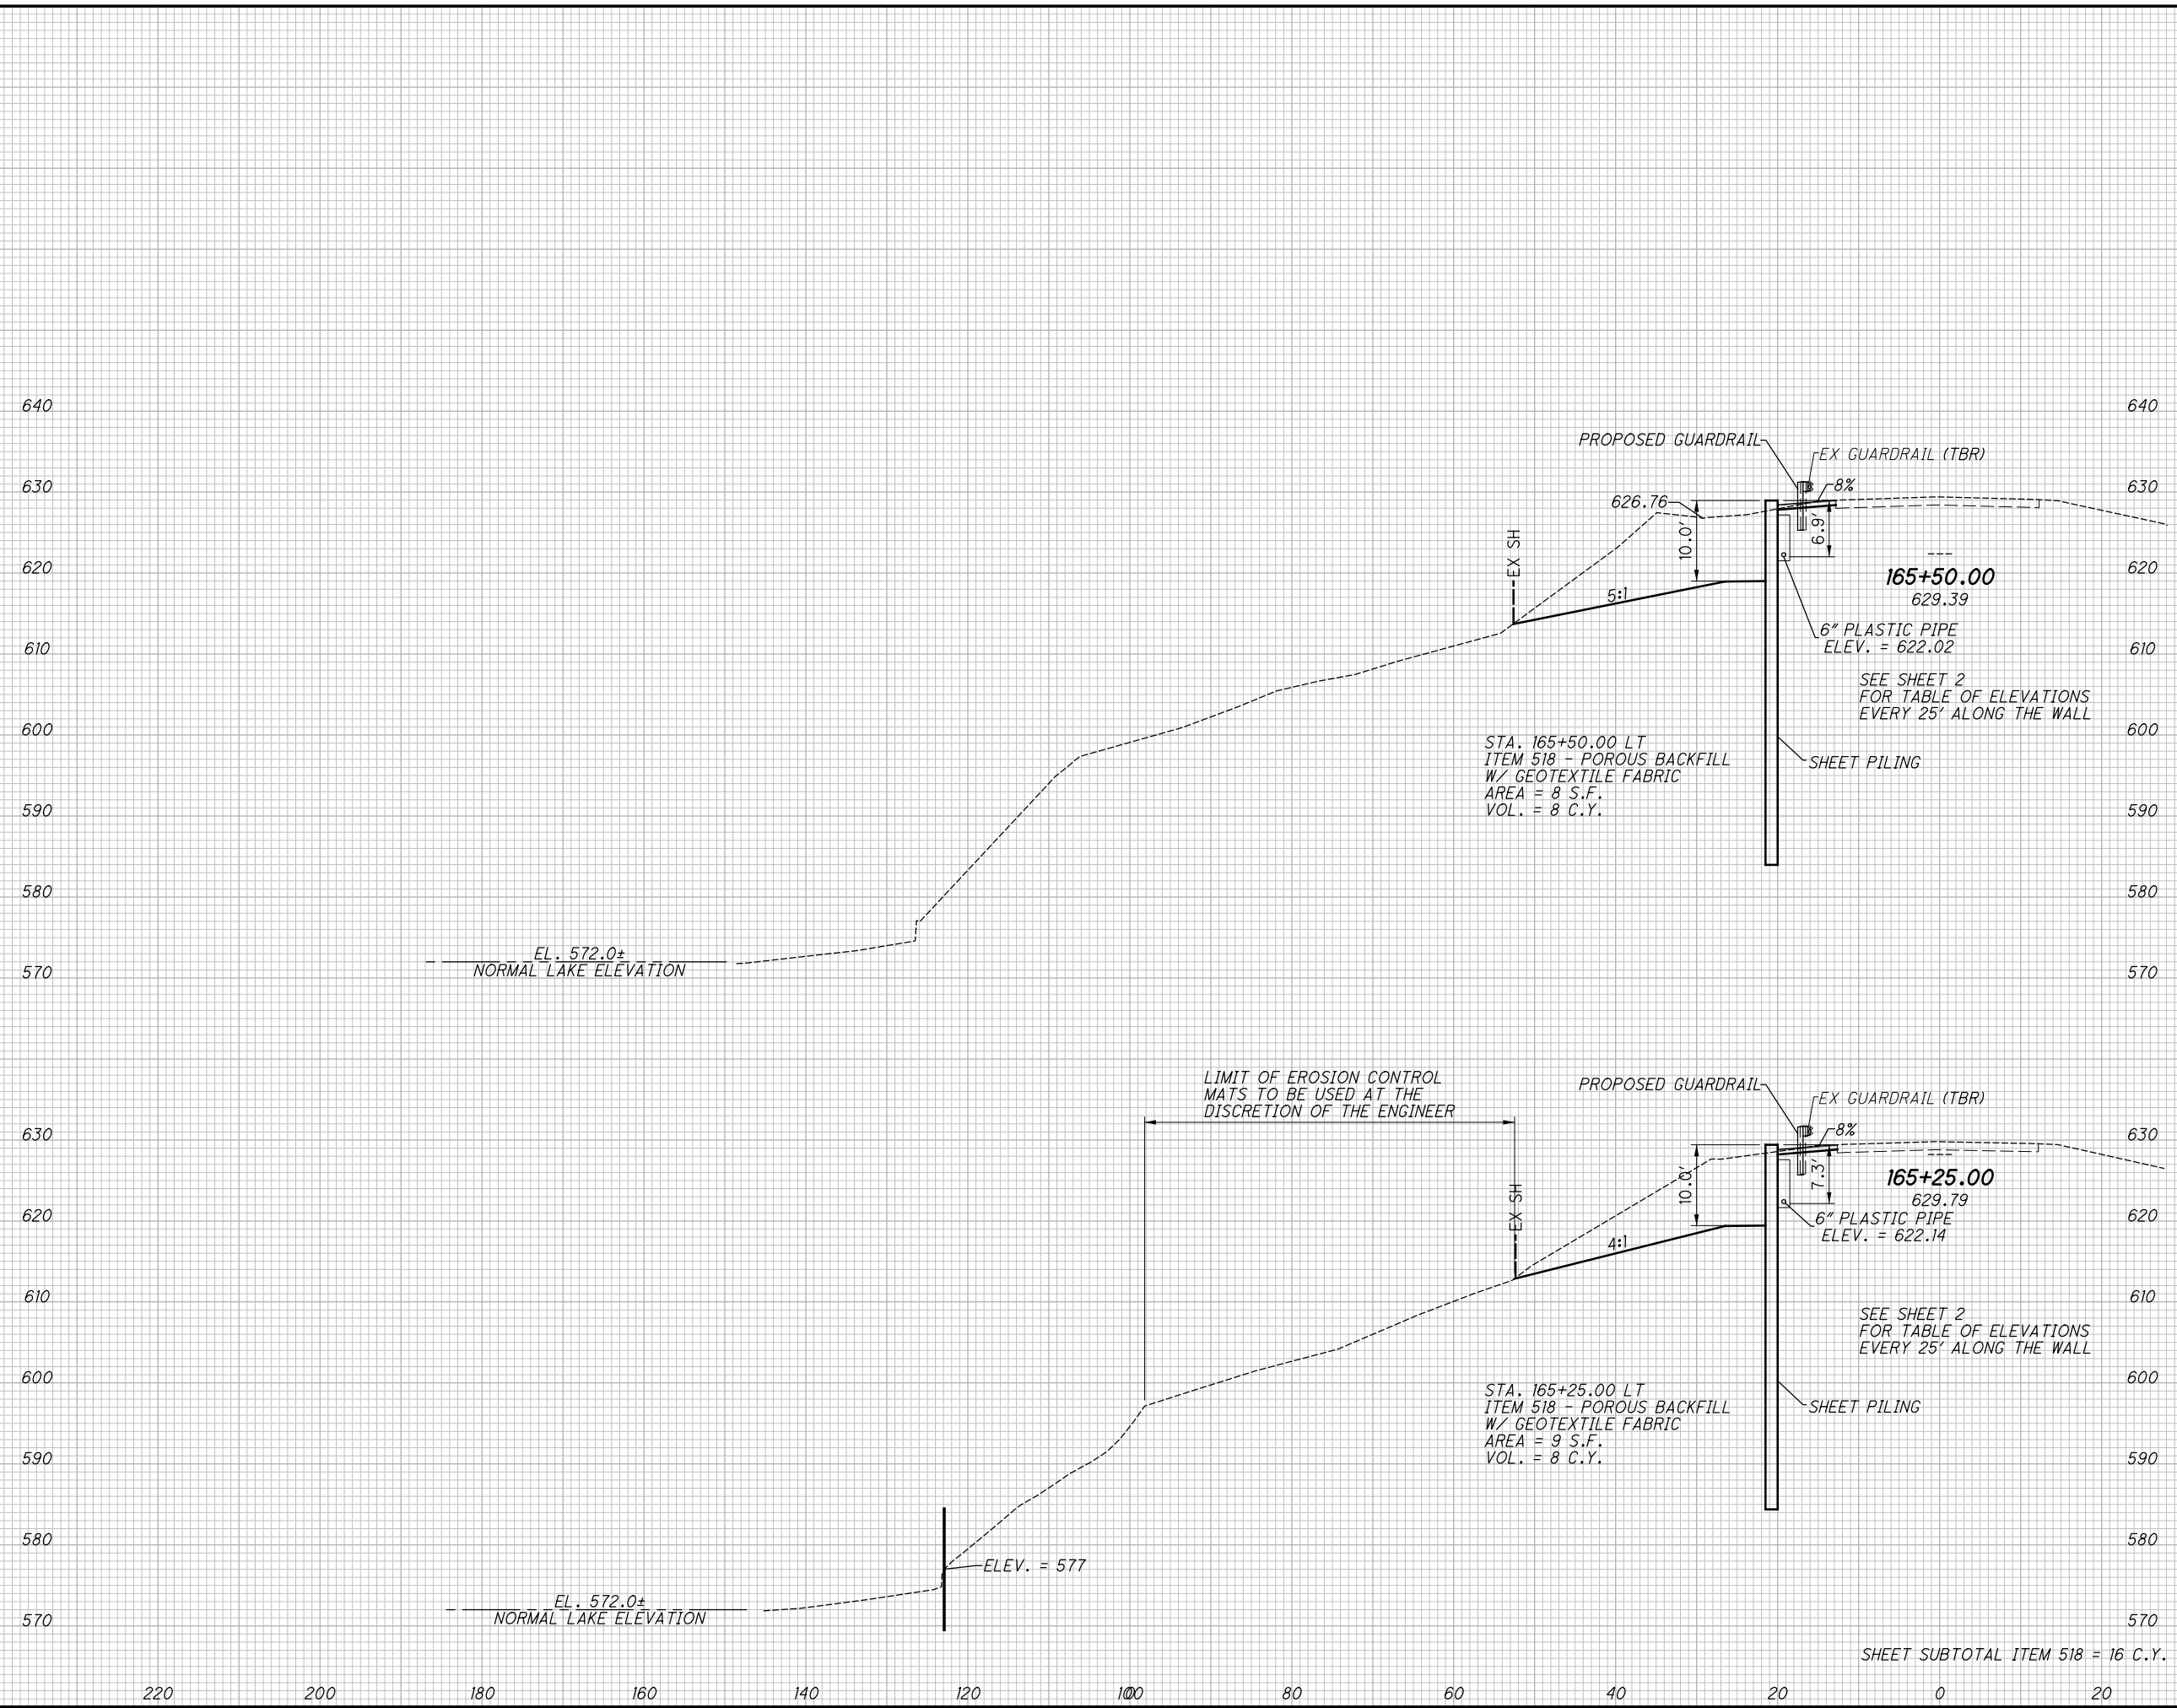 640
640
PROPOSED GUARDRAIL
EX GUARDRAIL (TBR)
630
8%
630
626.76
10.0'
6.9'
EX SH
620
5:1
165+50.00
629.39
620
610
6" PLASTIC PIPE
ELEV. = 622.02
610
SEE SHEET 2
FOR TABLE OF ELEVATIONS
EVERY 25' ALONG THE WALL
600
600
STA. 165+50.00 LT
ITEM 518 - POROUS BACKFILL
W/ GEOTEXTILE FABRIC
AREA = 8 S.F.
VOL. = 8 C.Y.
SHEET PILING
590
590
580
580
EL. 572.0±
NORMAL LAKE ELEVATION
570
570
LIMIT OF EROSION CONTROL
MATS TO BE USED AT THE
DISCRETION OF THE ENGINEER
PROPOSED GUARDRAIL
EX GUARDRAIL (TBR)
630
8%
630
10.0'
7.3'
EX SH
165+25.00
629.79
620
4:1
6" PLASTIC PIPE
ELEV. = 622.14
620
610
610
SEE SHEET 2
FOR TABLE OF ELEVATIONS
EVERY 25' ALONG THE WALL
600
600
STA. 165+25.00 LT
ITEM 518 - POROUS BACKFILL
W/ GEOTEXTILE FABRIC
AREA = 9 S.F.
VOL. = 8 C.Y.
SHEET PILING
590
590
580
580
ELEV. = 577
EL. 572.0±
NORMAL LAKE ELEVATION
570
570
SHEET SUBTOTAL ITEM 518 = 16 C.Y.
220 200 180 160 140 120 100 80 60 40 20 0 20